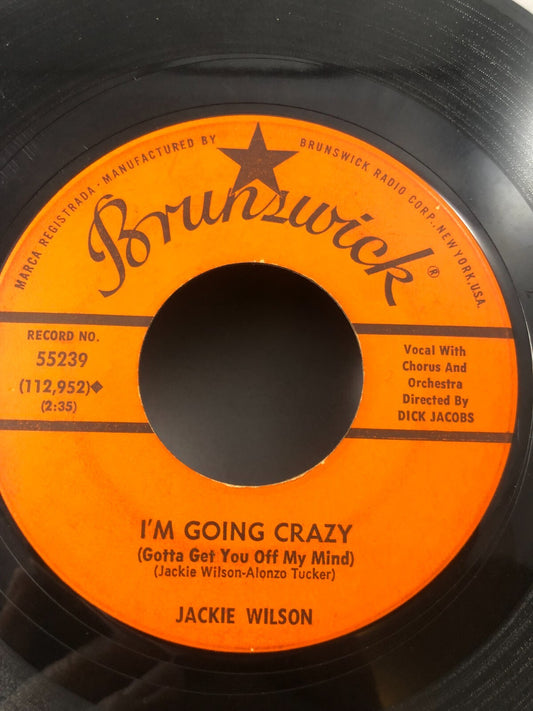 MARCA REGISTRADA · MANUFACTURED BY BRUNSWICK RADIO CORP., NEW YORK, U.S.A.
Brunswick®
RECORD NO.
55239
(112,952)◆
(2:35)
Vocal With
Chorus And
Orchestra
Directed By
DICK JACOBS
I'M GOING CRAZY
(Gotta Get You Off My Mind)
(Jackie Wilson-Alonzo Tucker)
JACKIE WILSON